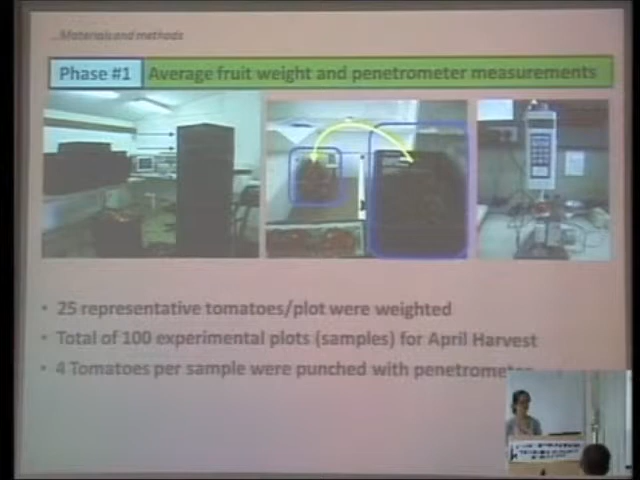 ...Materials and methods
Phase #1
Average fruit weight and penetrometer measurements
• 25 representative tomatoes/plot were weighted
• Total of 100 experimental plots (samples) for April Harvest
• 4 Tomatoes per sample were punched with penetrometer